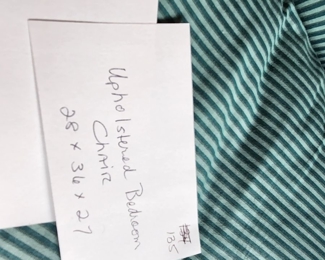 Upholstered Bedroom
Chair
28 x 36 x 27
135